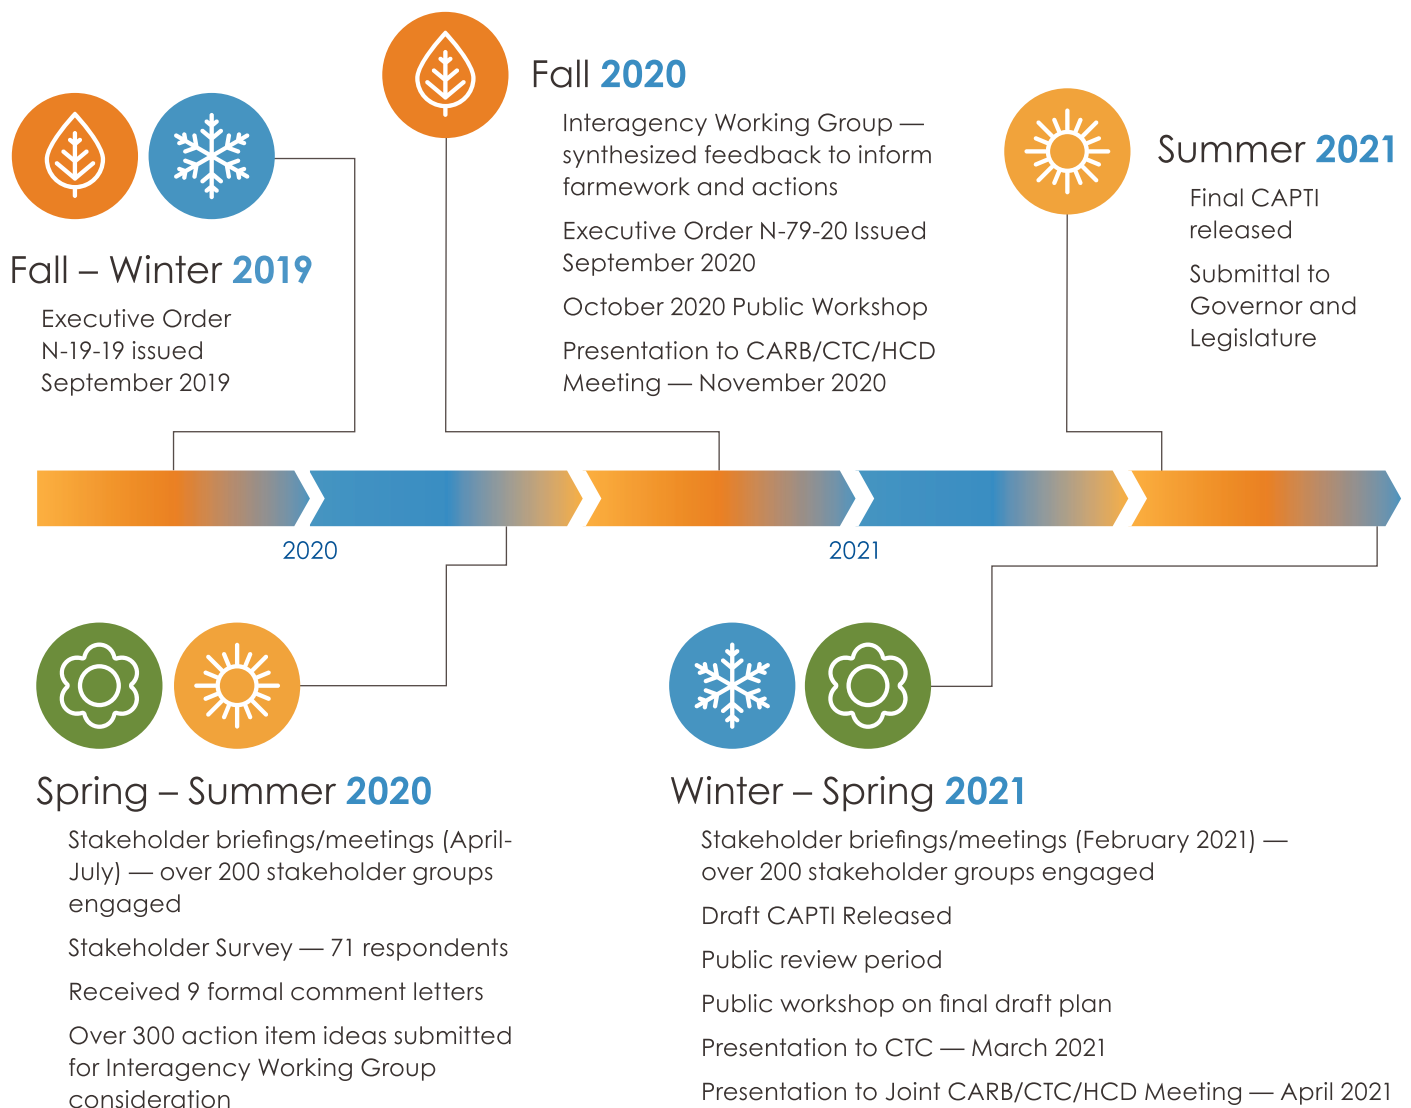 Fall – Winter 2019
Executive Order
N-19-19 issued
September 2019
Fall 2020
Interagency Working Group —
synthesized feedback to inform
farmework and actions
Executive Order N-79-20 Issued
September 2020
October 2020 Public Workshop
Presentation to CARB/CTC/HCD
Meeting — November 2020
Summer 2021
Final CAPTI
released
Submittal to
Governor and
Legislature
2020
2021
Spring – Summer 2020
Stakeholder briefings/meetings (April-
July) — over 200 stakeholder groups
engaged
Stakeholder Survey — 71 respondents
Received 9 formal comment letters
Over 300 action item ideas submitted
for Interagency Working Group
consideration
Winter – Spring 2021
Stakeholder briefings/meetings (February 2021) —
over 200 stakeholder groups engaged
Draft CAPTI Released
Public review period
Public workshop on final draft plan
Presentation to CTC — March 2021
Presentation to Joint CARB/CTC/HCD Meeting — April 2021